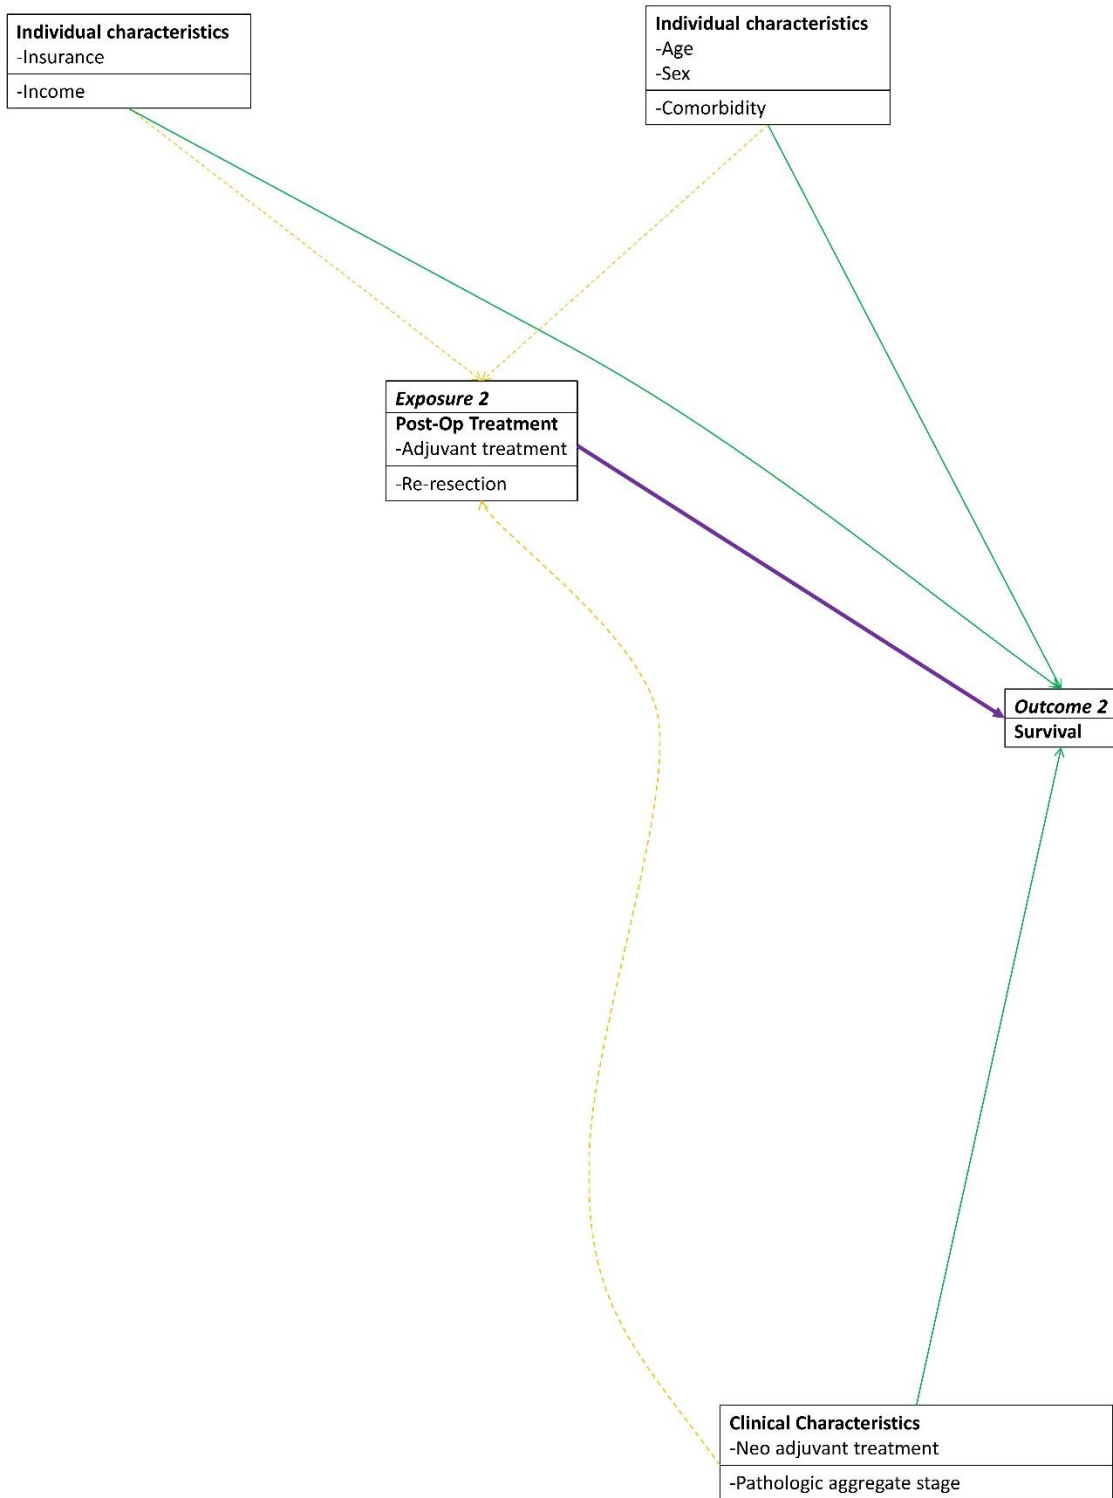 Individual characteristics
-Insurance
-Income
Individual characteristics
-Age
-Sex
-Comorbidity
Exposure 2
Post-Op Treatment
-Adjuvant treatment
-Re-resection
Outcome 2
Survival
Clinical Characteristics
-Neo adjuvant treatment
-Pathologic aggregate stage